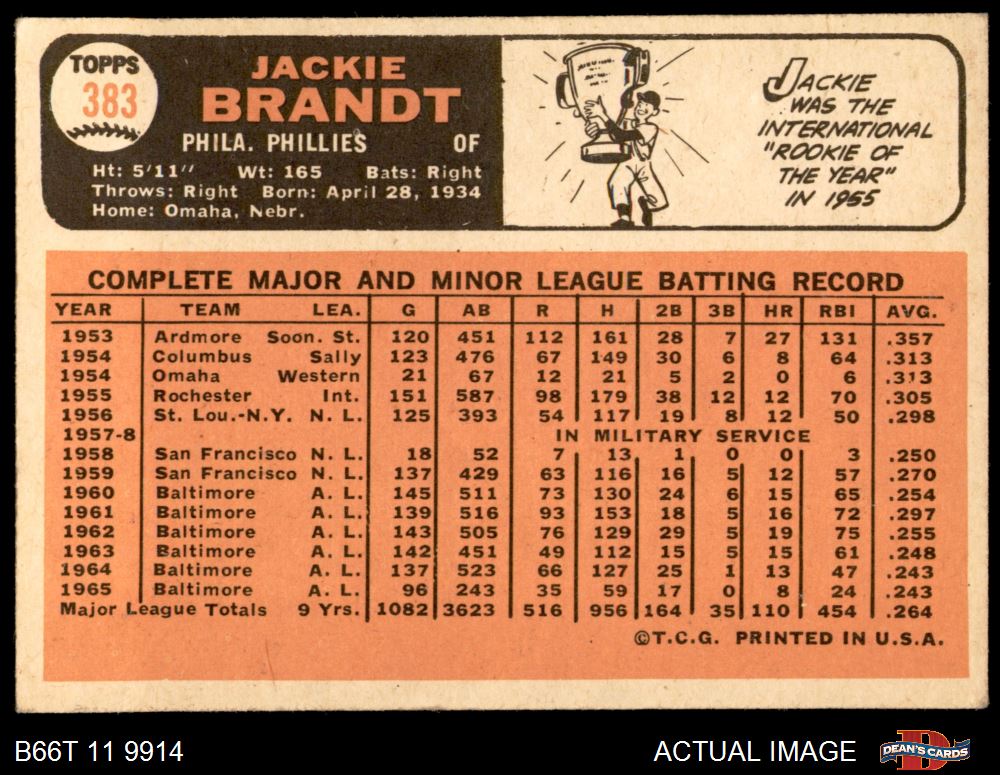 TOPPS
383
JACKIE
BRANDT
PHILA. PHILLIES OF
Ht: 5'11" Wt: 165 Bats: Right
Throws: Right Born: April 28, 1934
Home: Omaha, Nebr.
JACKIE
WAS THE
INTERNATIONAL
"ROOKIE OF
THE YEAR"
IN 1955
COMPLETE MAJOR AND MINOR LEAGUE BATTING RECORD
YEAR TEAM LEA. G AB R H 2B 3B HR RBI AVG.
1953 Ardmore Soon. St. 120 451 112 161 28 7 27 131 .357
1954 Columbus Sally 123 476 67 149 30 6 8 64 .313
1954 Omaha Western 21 67 12 21 5 2 0 6 .313
1955 Rochester Int. 151 587 98 179 38 12 12 70 .305
1956 St. Lou.-N.Y. N. L. 125 393 54 117 19 8 12 50 .298
1957-8 IN MILITARY SERVICE
1958 San Francisco N. L. 18 52 7 13 1 0 0 3 .250
1959 San Francisco N. L. 137 429 63 116 16 5 12 57 .270
1960 Baltimore A. L. 145 511 73 130 24 6 15 65 .254
1961 Baltimore A. L. 139 516 93 153 18 5 16 72 .297
1962 Baltimore A. L. 143 505 76 129 29 5 19 75 .255
1963 Baltimore A. L. 142 451 49 112 15 5 15 61 .248
1964 Baltimore A. L. 137 523 66 127 25 1 13 47 .243
1965 Baltimore A. L. 96 243 35 59 17 0 8 24 .243
Major League Totals 9 Yrs. 1082 3623 516 956 164 35 110 454 .264
©T.C.G. PRINTED IN U.S.A.
B66T 11 9914
ACTUAL IMAGE
DEAN'S CARDS